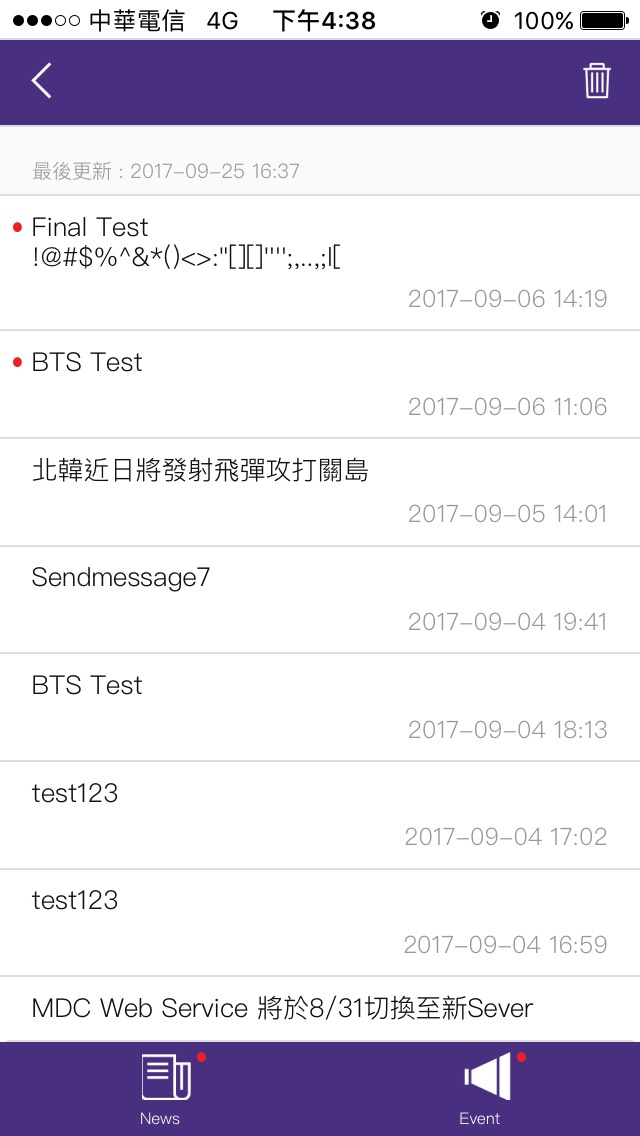 中華電信 4G 下午4:38 100%
最後更新 : 2017-09-25 16:37
Final Test
!@#$%^&*()<>:"[][]"'';,..,;l[
2017-09-06 14:19
BTS Test
2017-09-06 11:06
北韓近日將發射飛彈攻打關島
2017-09-05 14:01
Sendmessage7
2017-09-04 19:41
BTS Test
2017-09-04 18:13
test123
2017-09-04 17:02
test123
2017-09-04 16:59
MDC Web Service 將於8/31切換至新Sever
News
Event